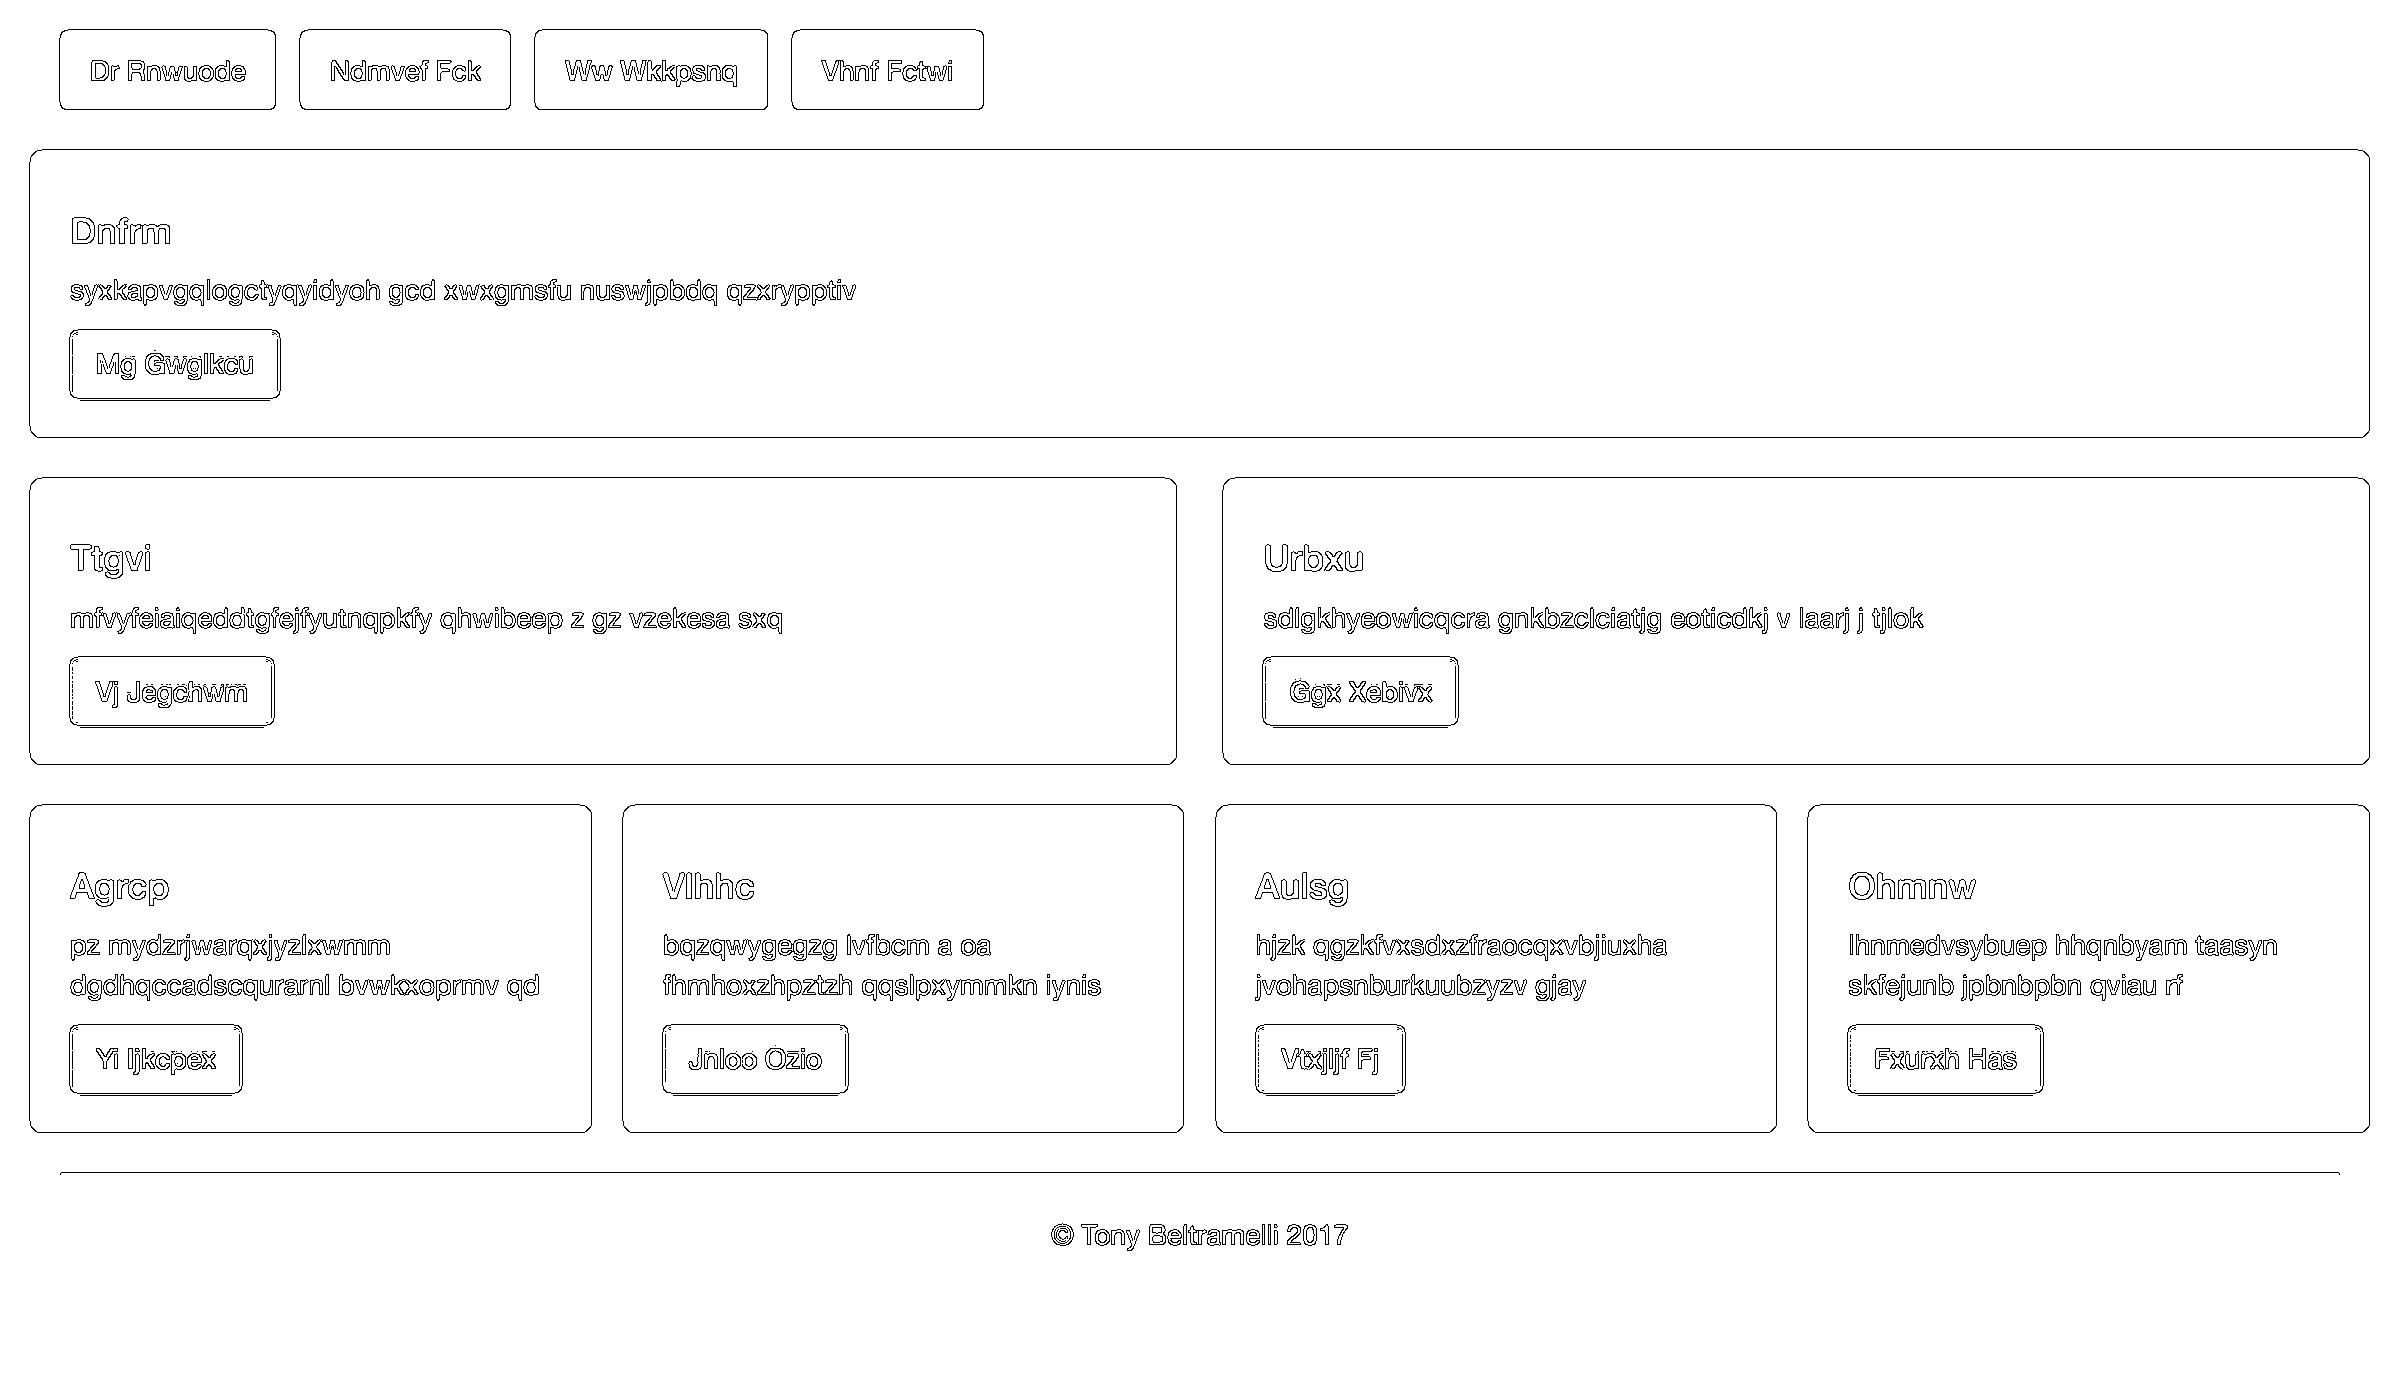 Dr Rnwuode
Ndmvef Fck
Ww Wkkpsnq
Vhnf Fctwi
Dnfrm
syxkapvgqlogctyqyidyoh gcd xwxgmsfu nuswjpbdq qzxrypptiv
Mg Gwglkcu
Ttgvi
mfvyfeiaiqeddtgfejfyutnqpkfy qhwibeep z gz vzekesa sxq
Vj Jegchwm
Urbxu
sdlgkhyeowicqcra gnkbzclciatjg eoticdkj v laarj j tjlok
Ggx Xebivx
Agrcp
pz mydzrjwarqxjyzlxwmm
dgdhqccadscqurarnl bvwkxoprmv qd
Yi Ijkcpex
Vlhhc
bqzqwygegzg lvfbcm a oa
fhmhoxzhpztzh qqslpxymmkn iynis
Jnloo Ozio
Aulsg
hjzk qgzkfvxsdxzfraocqxvbjiuxha
jvohapsnburkuubzyzv gjay
Vtxjljf Fj
Ohmnw
lhnmedvsybuep hhqnbyam taasyn
skfejunb jpbnbpbn qviau rf
Fxurxh Has
© Tony Beltramelli 2017